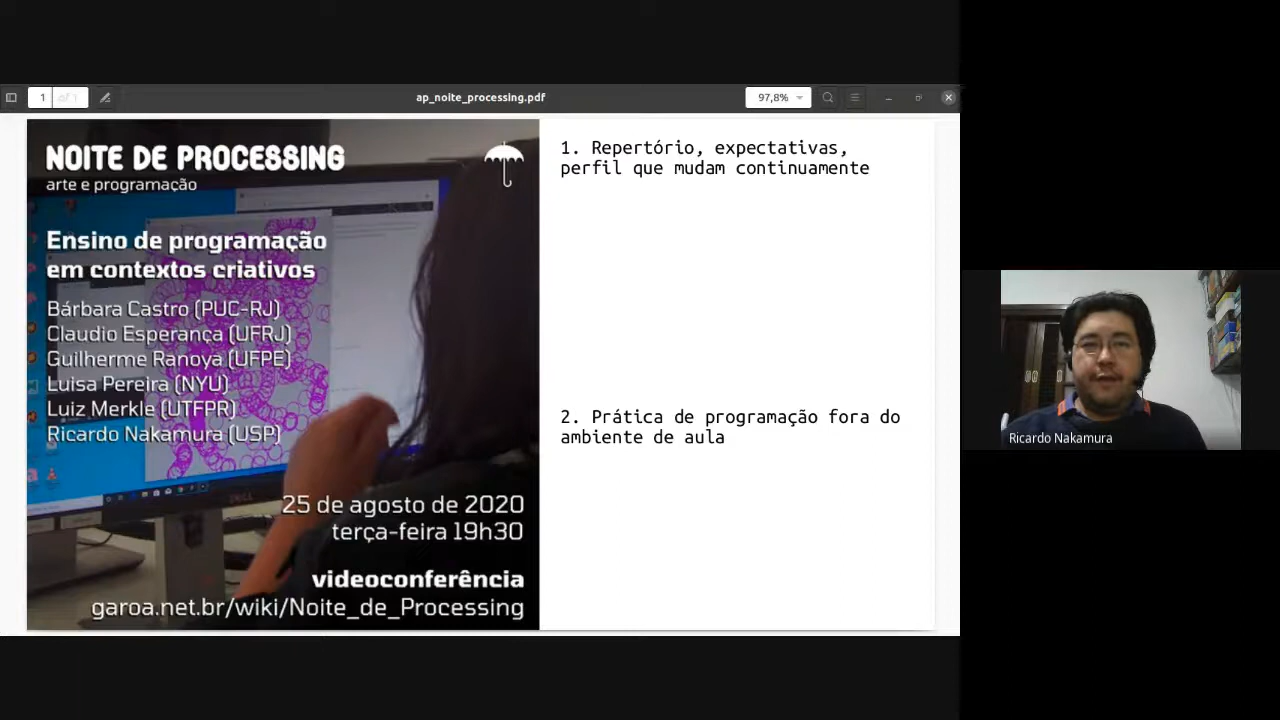 1
ap_noite_processing.pdf
97,8%
NOITE DE PROCESSING
arte e programação
Ensino de programação
em contextos criativos
Bárbara Castro (PUC-RJ)
Claudio Esperança (UFRJ)
Guilherme Ranoya (UFPE)
Luisa Pereira (NYU)
Luiz Merkle (UTFPR)
Ricardo Nakamura (USP)
25 de agosto de 2020
terça-feira 19h30
videoconferência
garoa.net.br/wiki/Noite_de_Processing
1. Repertório, expectativas,
perfil que mudam continuamente
2. Prática de programação fora do
ambiente de aula
Ricardo Nakamura